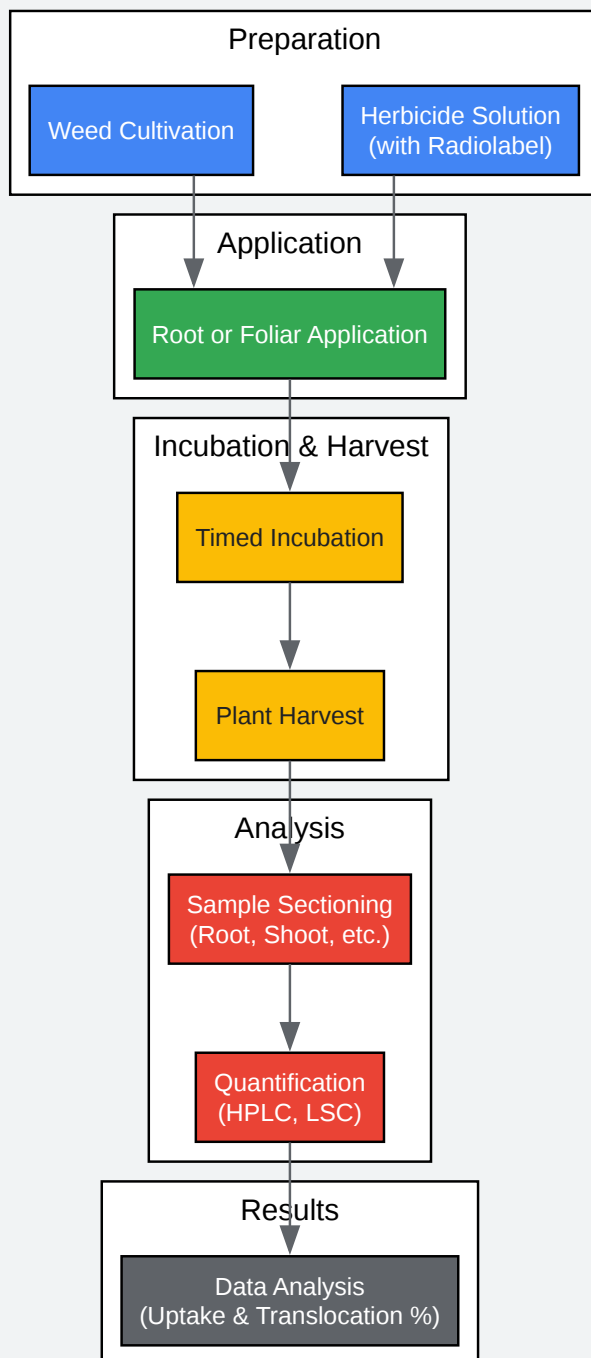 Preparation
Weed Cultivation
Herbicide Solution
(with Radiolabel)
Application
Root or Foliar Application
Incubation & Harvest
Timed Incubation
Plant Harvest
Analysis
Sample Sectioning
(Root, Shoot, etc.)
Quantification
(HPLC, LSC)
Results
Data Analysis
(Uptake & Translocation %)